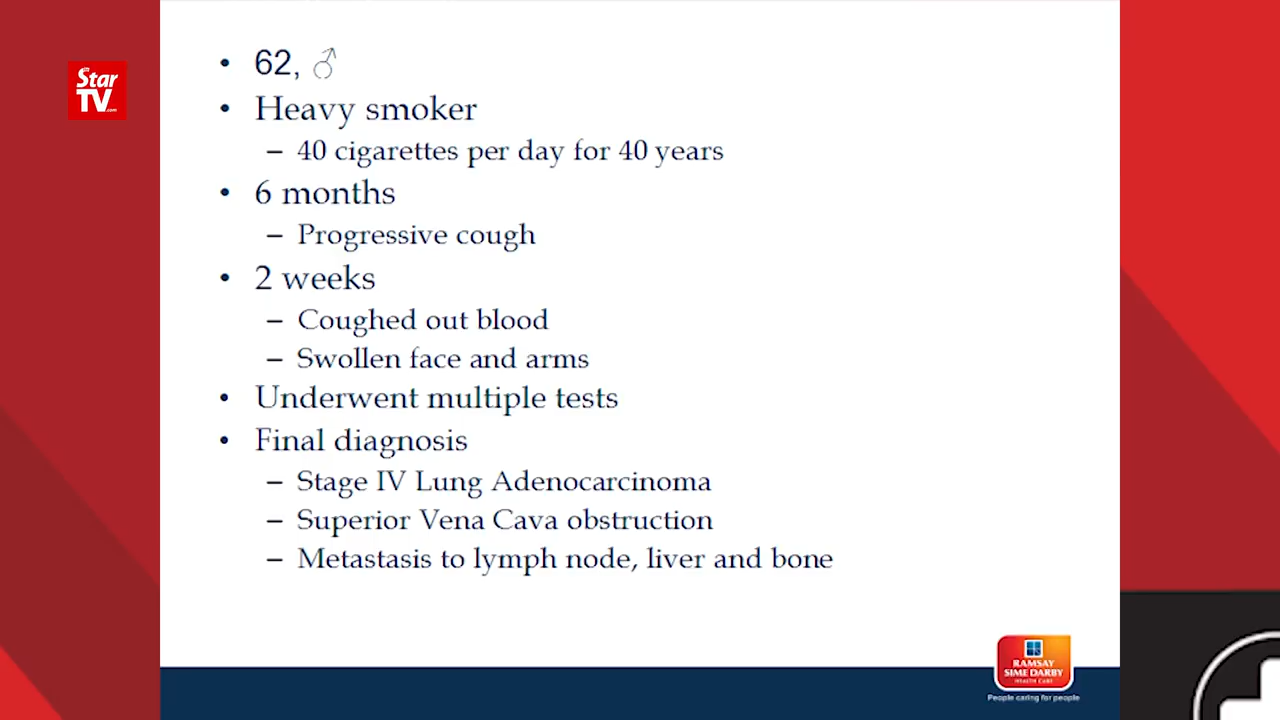 Star
TV.com
• 62, ♂
• Heavy smoker
– 40 cigarettes per day for 40 years
• 6 months
– Progressive cough
• 2 weeks
– Coughed out blood
– Swollen face and arms
• Underwent multiple tests
• Final diagnosis
– Stage IV Lung Adenocarcinoma
– Superior Vena Cava obstruction
– Metastasis to lymph node, liver and bone
RAMSAY
SIME DARBY
HEALTH CARE
People caring for people